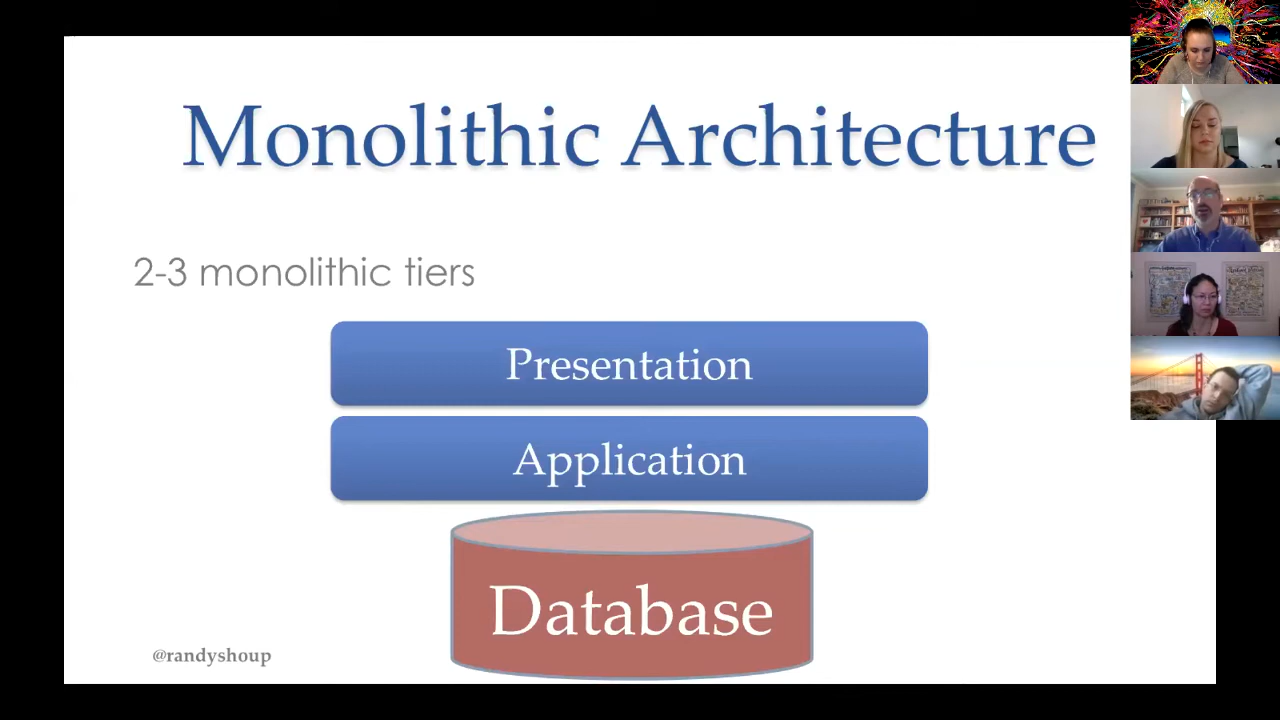 Monolithic Architecture
2-3 monolithic tiers
Presentation
Application
Database
@randyshoup